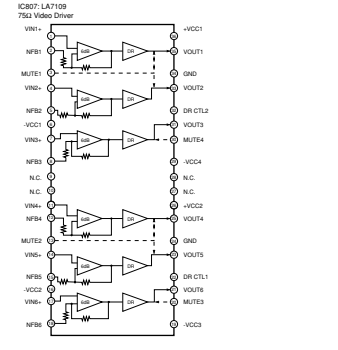 IC807: LA7109
75Ω Video Driver
VIN1+
+VCC1
NFB1
6dB
DR
VOUT1
MUTE1
GND
VIN2+
VOUT2
6dB
DR
NFB2
DR CTL2
-VCC1
VOUT3
VIN3+
6dB
DR
MUTE4
NFB3
-VCC4
N.C.
N.C.
N.C.
N.C.
VIN4+
+VCC2
NFB4
6dB
DR
VOUT4
MUTE2
GND
VIN5+
VOUT5
6dB
DR
NFB5
DR CTL1
-VCC2
VOUT6
VIN6+
6dB
DR
MUTE3
NFB6
-VCC3